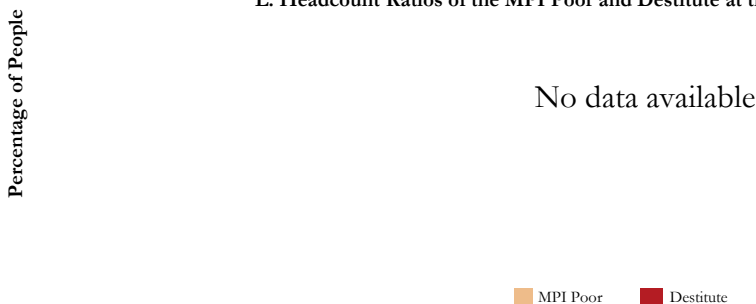 E. Headcount Ratios of the MPI Poor and Destitute at
Percentage of People
No data available
MPI Poor Destitute